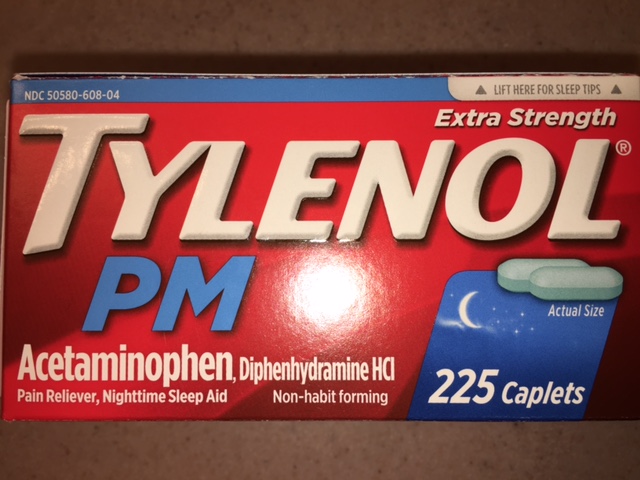 NDC 50580-608-04
LIFT HERE FOR SLEEP TIPS
Extra Strength
TYLENOL®
PM
Acetaminophen, Diphenhydramine HCl
Pain Reliever, Nighttime Sleep Aid Non-habit forming
Actual Size
225 Caplets